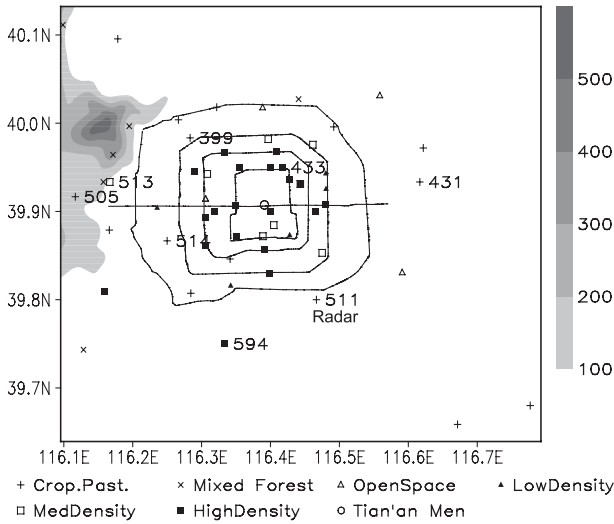 40.1N
40.0N
39.9N
39.8N
39.7N
500
400
300
200
100
399
433
513
431
505
514
511
Radar
594
116.1E 116.2E 116.3E 116.4E 116.5E 116.6E 116.7E
Crop.Past. Mixed Forest OpenSpace LowDensity
MedDensity HighDensity Tian'an Men